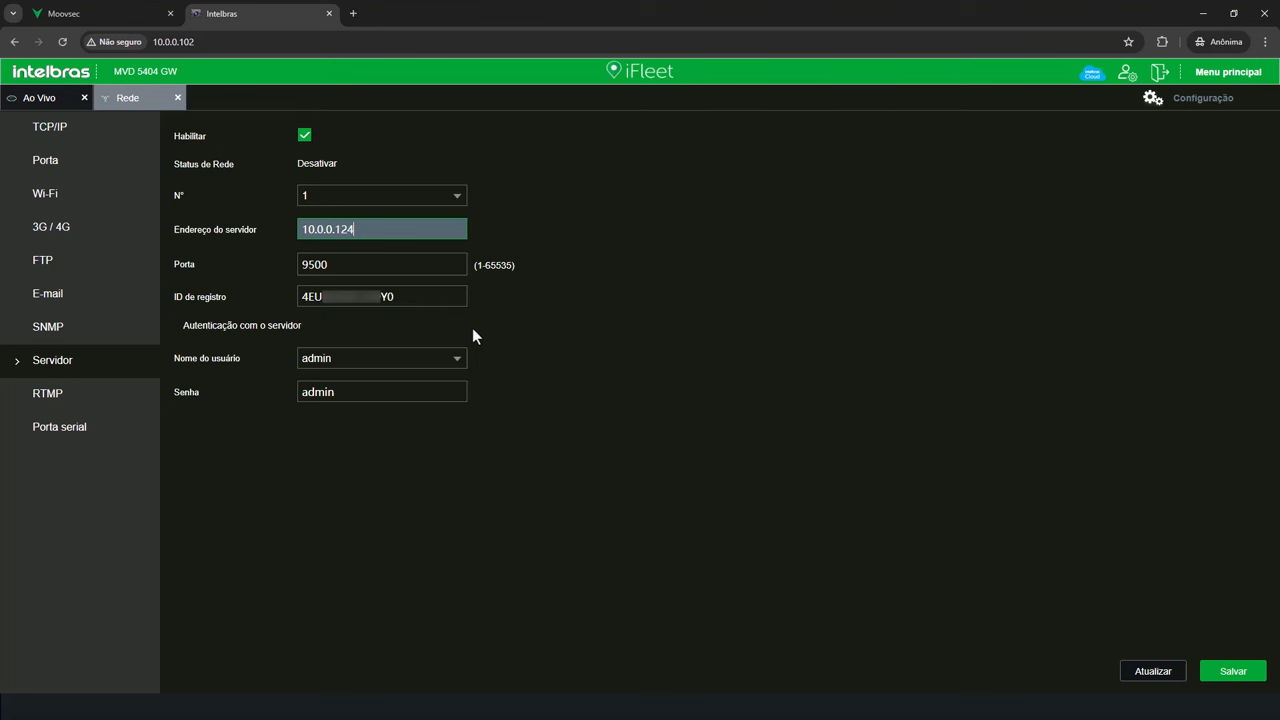 Moovsec
Intelbras
Não seguro 10.0.0.102 Anônima
intelbras MVD 5404 GW iFleet intelbras Cloud Menu principal
Ao Vivo Rede Configuração
TCP/IP
Porta
Wi-Fi
3G / 4G
FTP
E-mail
SNMP
Servidor
RTMP
Porta serial
Habilitar
Status de Rede Desativar
N° 1
Endereço do servidor 10.0.0.124
Porta 9500 (1-65535)
ID de registro 4EU Y0
Autenticação com o servidor
Nome do usuário admin
Senha admin
Atualizar Salvar